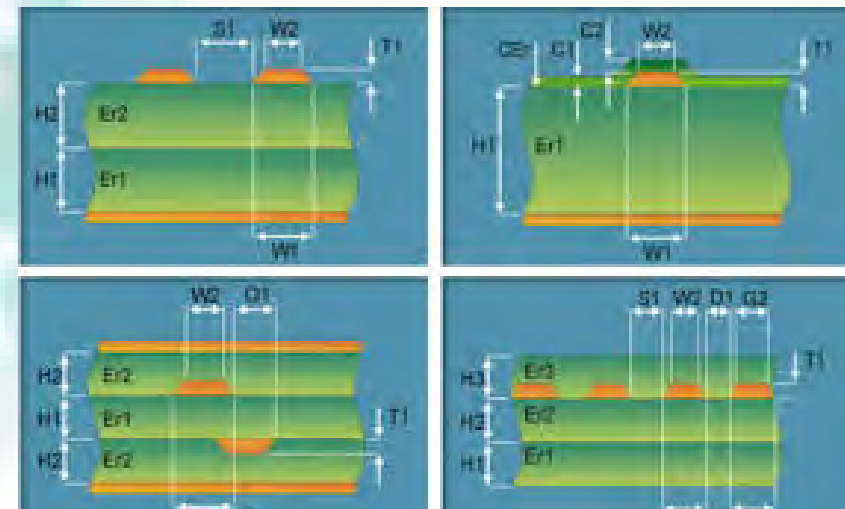 S1 W2
T1
H2 Er2
H1 Er1
W1
C2 W2
CEr C1 T1
H1 Er1
W1
W2 O1
H2 Er2
H1 Er1 T1
H2 Er2
S1 W2 D1 G2
T1
H3 Er3
H2 Er2
H1 Er1